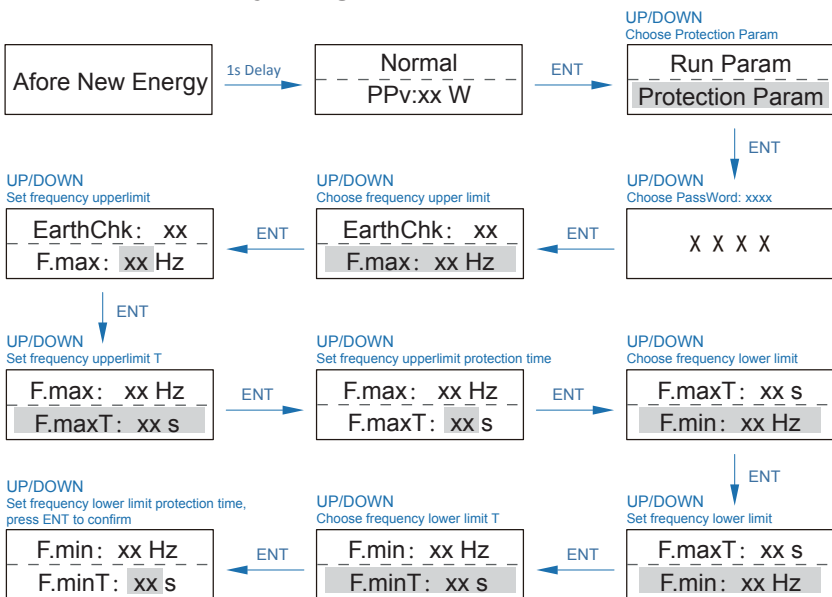 UP/DOWN
Choose Protection Param
Afore New Energy
1s Delay
Normal
PPv:xx W
ENT
Run Param
Protection Param
ENT
UP/DOWN
Choose PassWord: xxxx
X X X X
ENT
UP/DOWN
Choose frequency upper limit
EarthChk: xx
F.max: xx Hz
ENT
UP/DOWN
Set frequency upperlimit
EarthChk: xx
F.max: xx Hz
ENT
UP/DOWN
Set frequency upperlimit T
F.max: xx Hz
F.maxT: xx s
ENT
UP/DOWN
Set frequency upperlimit protection time
F.max: xx Hz
F.maxT: xx s
ENT
UP/DOWN
Choose frequency lower limit
F.maxT: xx s
F.min: xx Hz
ENT
UP/DOWN
Set frequency lower limit
F.maxT: xx s
F.min: xx Hz
ENT
UP/DOWN
Choose frequency lower limit T
F.min: xx Hz
F.minT: xx s
ENT
UP/DOWN
Set frequency lower limit protection time,
press ENT to confirm
F.min: xx Hz
F.minT: xx s